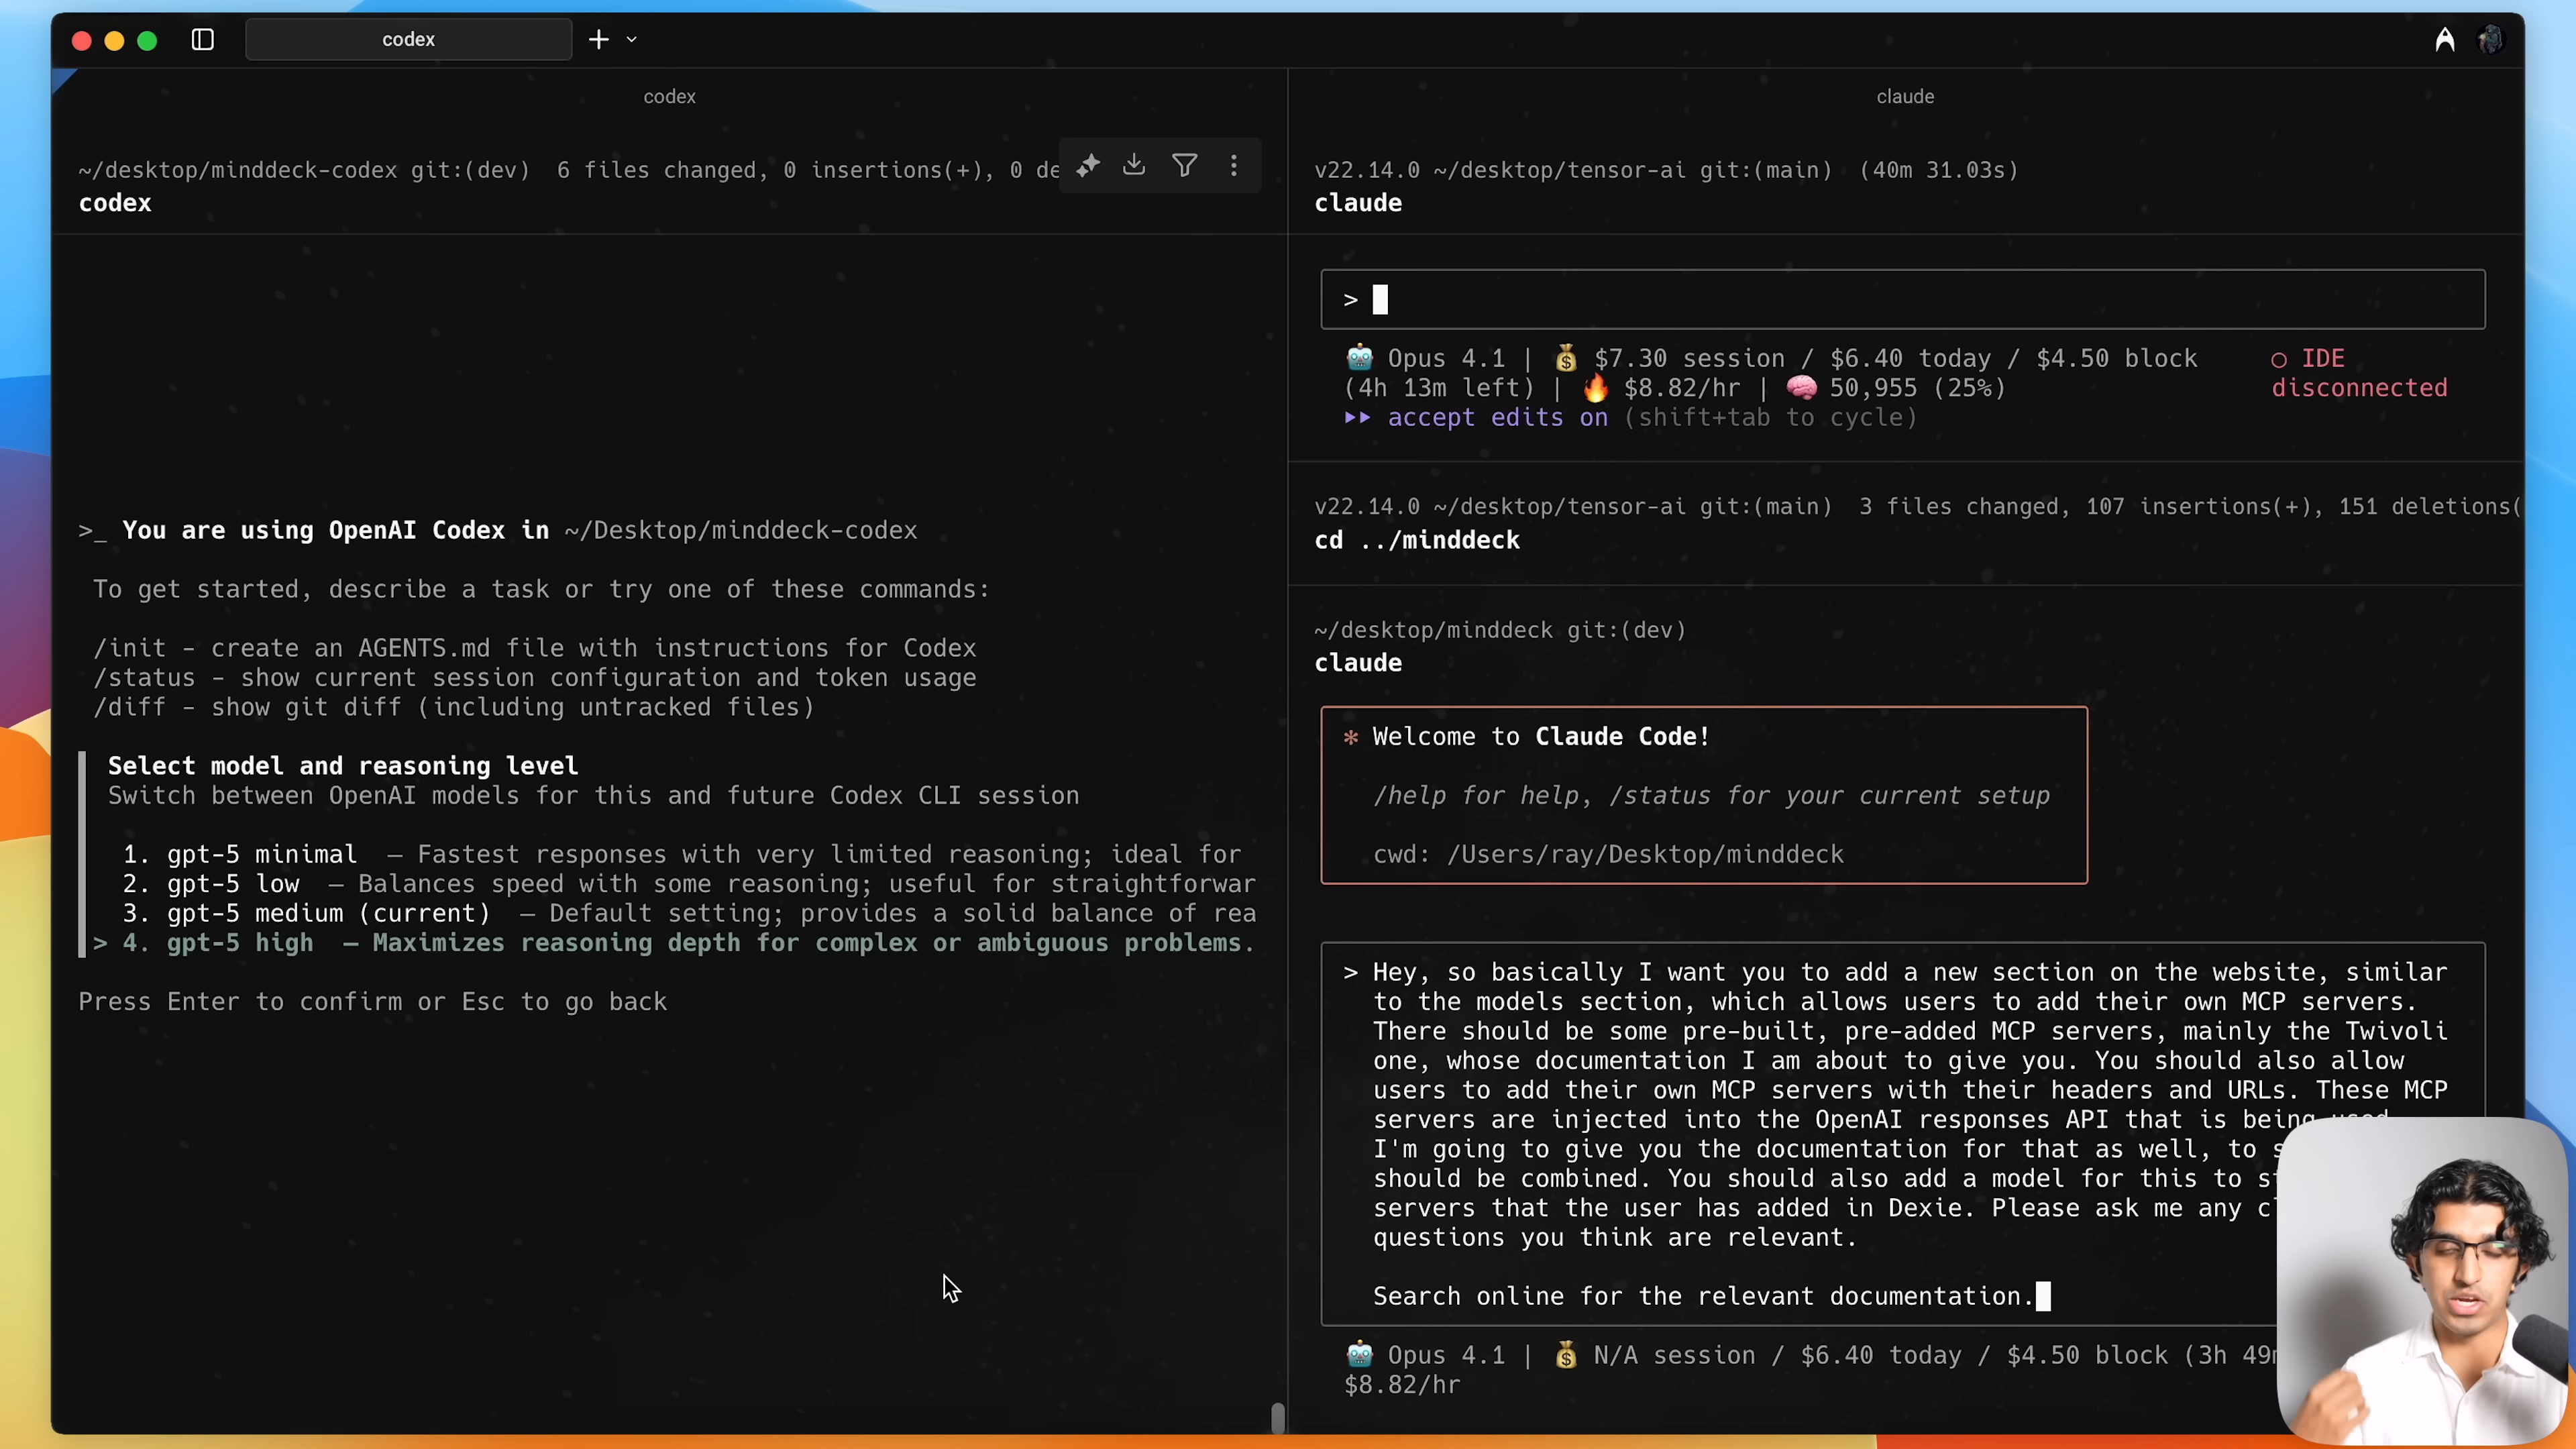 codex
codex
~/desktop/minddeck-codex git:(dev)  6 files changed, 0 insertions(+), 0 de
codex
>_ You are using OpenAI Codex in ~/Desktop/minddeck-codex
To get started, describe a task or try one of these commands:
/init - create an AGENTS.md file with instructions for Codex
/status - show current session configuration and token usage
/diff - show git diff (including untracked files)
Select model and reasoning level
Switch between OpenAI models for this and future Codex CLI session
1. gpt-5 minimal  — Fastest responses with very limited reasoning; ideal for
2. gpt-5 low  — Balances speed with some reasoning; useful for straightforwar
3. gpt-5 medium (current)  — Default setting; provides a solid balance of rea
> 4. gpt-5 high  — Maximizes reasoning depth for complex or ambiguous problems.
Press Enter to confirm or Esc to go back
claude
v22.14.0 ~/desktop/tensor-ai git:(main)  (40m 31.03s)
claude
>
🤖 Opus 4.1 | 💰 $7.30 session / $6.40 today / $4.50 block
(4h 13m left) | 🔥 $8.82/hr | 🧠 50,955 (25%)
○ IDE
disconnected
⏵⏵ accept edits on (shift+tab to cycle)
v22.14.0 ~/desktop/tensor-ai git:(main)  3 files changed, 107 insertions(+), 151 deletions(
cd ../minddeck
~/desktop/minddeck git:(dev)
claude
✻ Welcome to Claude Code!
/help for help, /status for your current setup
cwd: /Users/ray/Desktop/minddeck
> Hey, so basically I want you to add a new section on the website, similar
to the models section, which allows users to add their own MCP servers.
There should be some pre-built, pre-added MCP servers, mainly the Twivoli
one, whose documentation I am about to give you. You should also allow
users to add their own MCP servers with their headers and URLs. These MCP
servers are injected into the OpenAI responses API that is being used
I'm going to give you the documentation for that as well, to
should be combined. You should also add a model for this to
servers that the user has added in Dexie. Please ask me any
questions you think are relevant.
Search online for the relevant documentation.
🤖 Opus 4.1 | 💰 N/A session / $6.40 today / $4.50 block (3h 49m
$8.82/hr